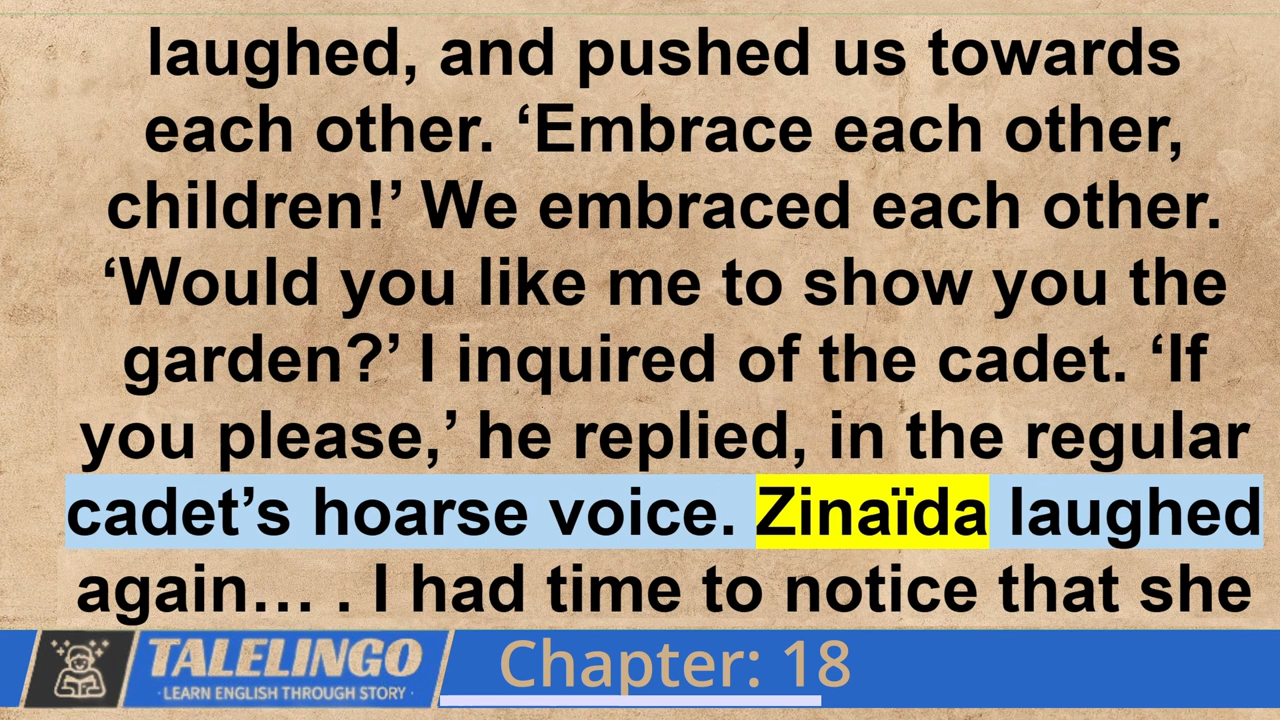 laughed, and pushed us towards
each other. ‘Embrace each other,
children!’ We embraced each other.
‘Would you like me to show you the
garden?’ I inquired of the cadet. ‘If
you please,’ he replied, in the regular
cadet’s hoarse voice. Zinaïda laughed
again… . I had time to notice that she
TALELINGO
·LEARN ENGLISH THROUGH STORY·
Chapter: 18